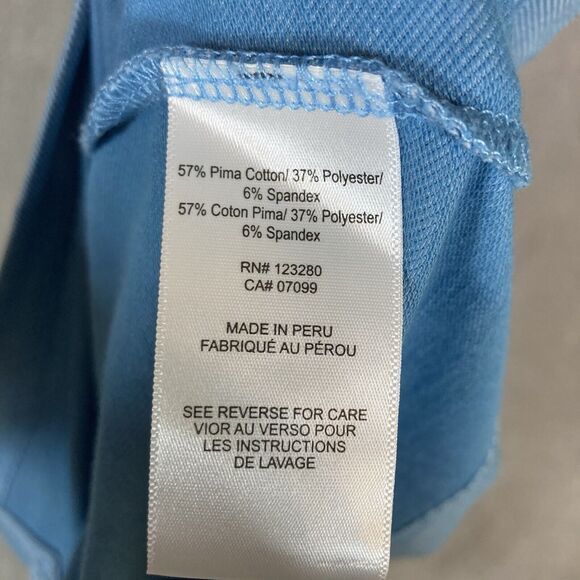 57% Pima Cotton/ 37% Polyester/
6% Spandex
57% Coton Pima/ 37% Polyester/
6% Spandex
RN# 123280
CA# 07099
MADE IN PERU
FABRIQUÉ AU PÉROU
SEE REVERSE FOR CARE
VIOR AU VERSO POUR
LES INSTRUCTIONS
DE LAVAGE